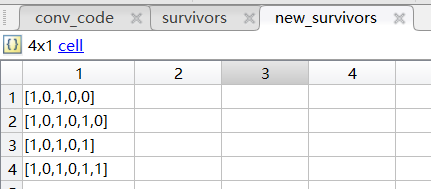 conv_code survivors new_survivors
{} 4x1 cell
1 2 3 4
1 [1,0,1,0,0]
2 [0,1,0,1,0]
3 [1,0,1,0,1]
4 [1,0,1,0,1,1]